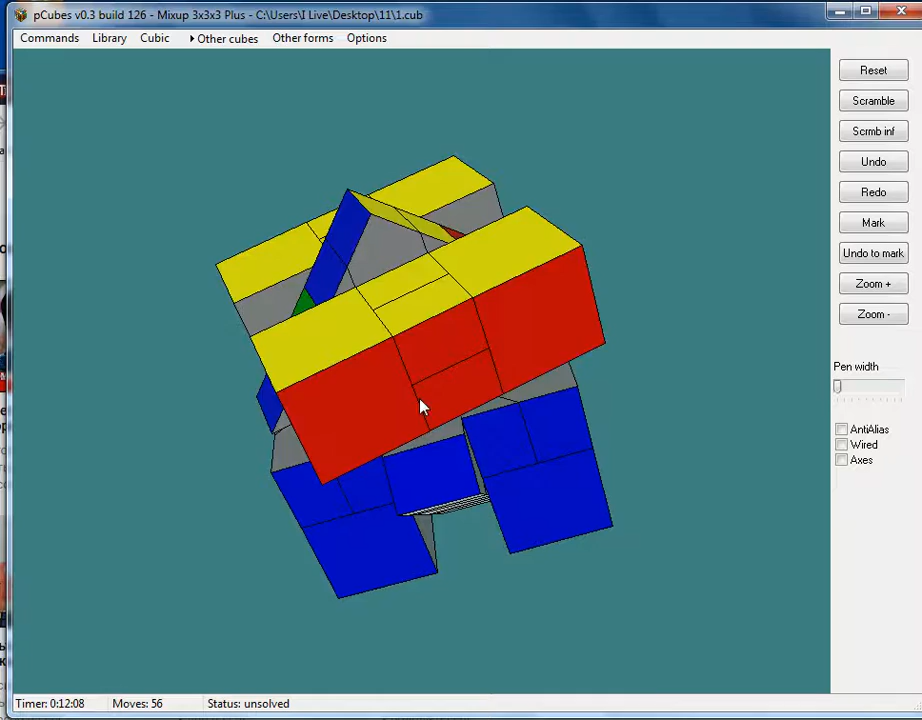 pCubes v0.3 build 126 - Mixup 3x3x3 Plus - C:\Users\I Live\Desktop\11\1.cub
Commands Library Cubic Other cubes Other forms Options
Reset
Scramble
Scrmb inf
Undo
Redo
Mark
Undo to mark
Zoom +
Zoom -
Pen width
AntiAlias
Wired
Axes
Timer: 0:12:08 Moves: 56 Status: unsolved